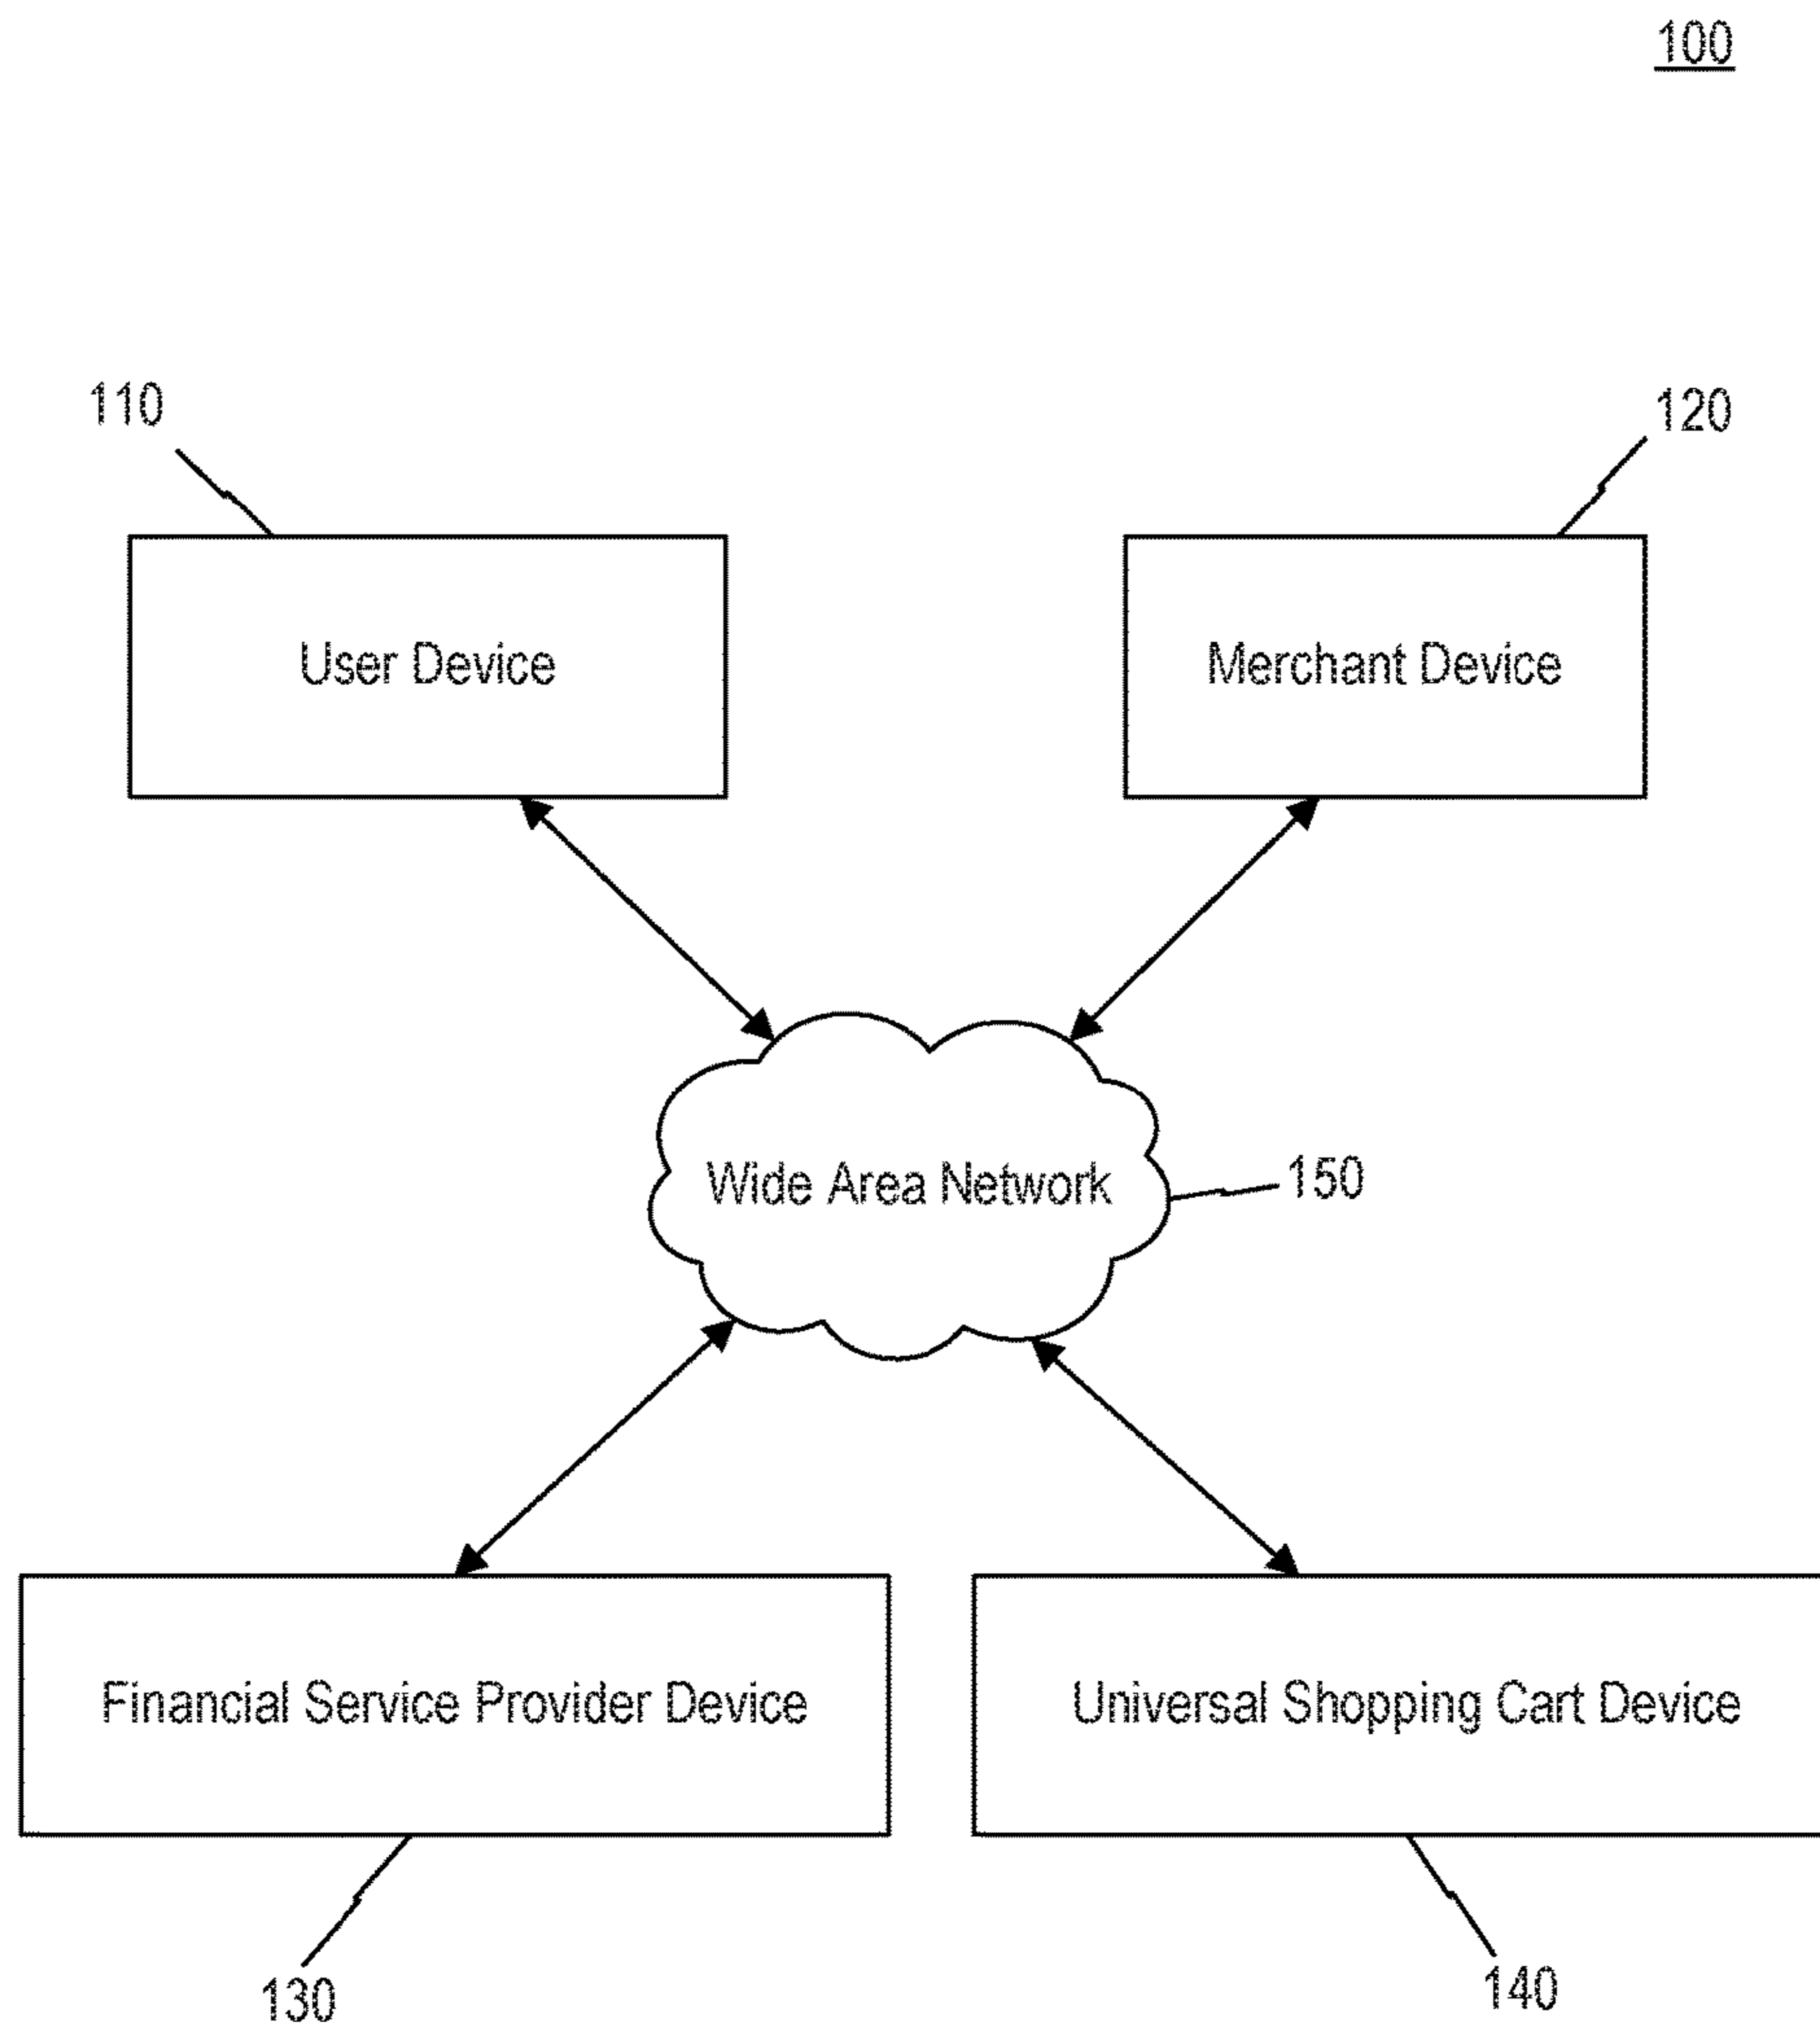 100
110
120
User Device
Merchant Device
Wide Area Network
150
Financial Service Provider Device
Universal Shopping Cart Device
130
140